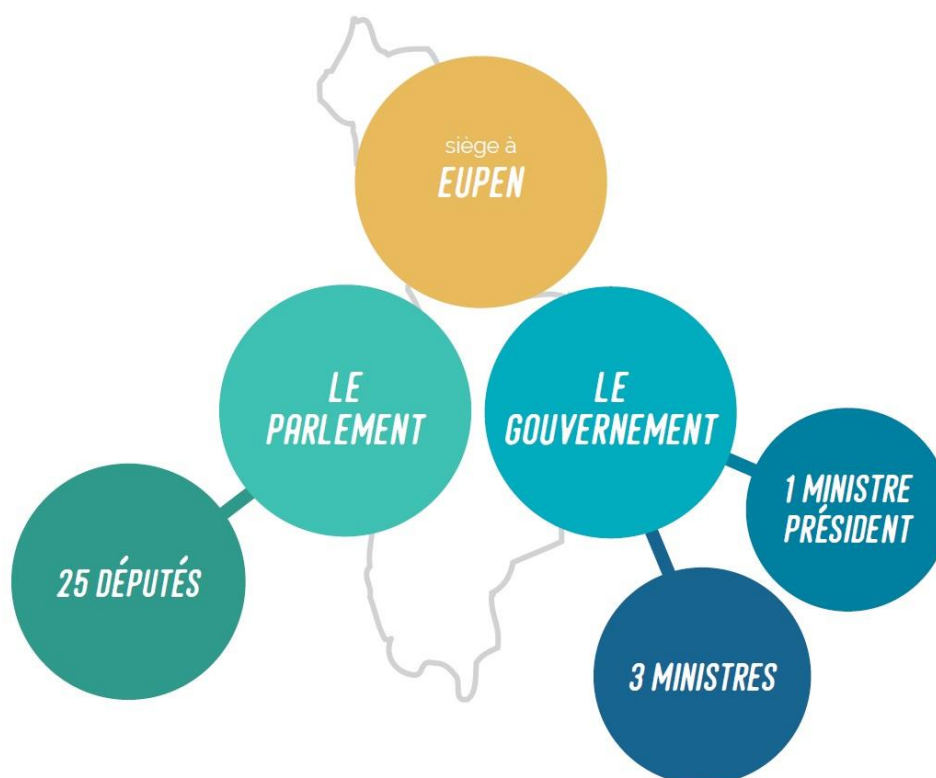 siège à
EUPEN
LE
PARLEMENT
LE
GOUVERNEMENT
1 MINISTRE
PRÉSIDENT
25 DÉPUTÉS
3 MINISTRES